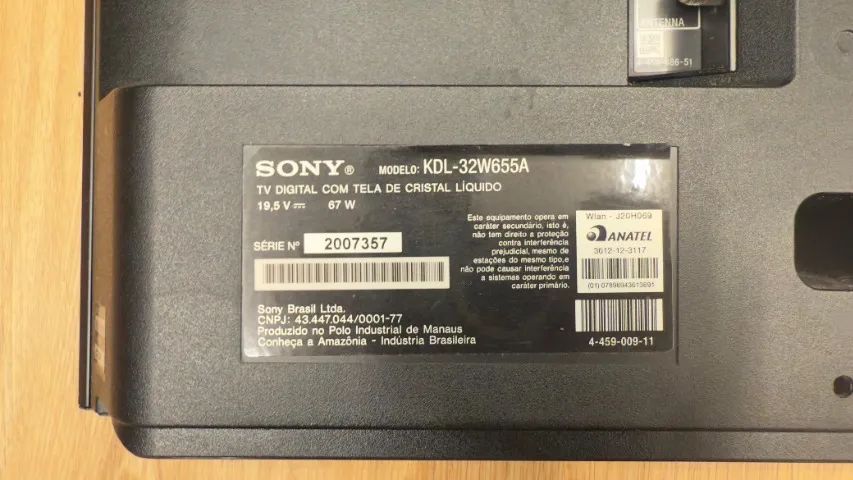 ANTENNA
SONY®
MODELO: KDL-32W655A
TV DIGITAL COM TELA DE CRISTAL LÍQUIDO
19,5 V ⎓ 67 W
SÉRIE Nº 2007357
Este equipamento opera em
caráter secundário, isto é,
não tem direito a proteção
contra interferência
prejudicial, mesmo de
estações do mesmo tipo,e
não pode causar interferência
a sistemas operando em
caráter primário.
Wlan - J20H069
ANATEL
3612-12-3117
Sony Brasil Ltda.
CNPJ: 43.447.044/0001-77
Produzido no Polo Industrial de Manaus
Conheça a Amazônia - Indústria Brasileira
4-459-009-11